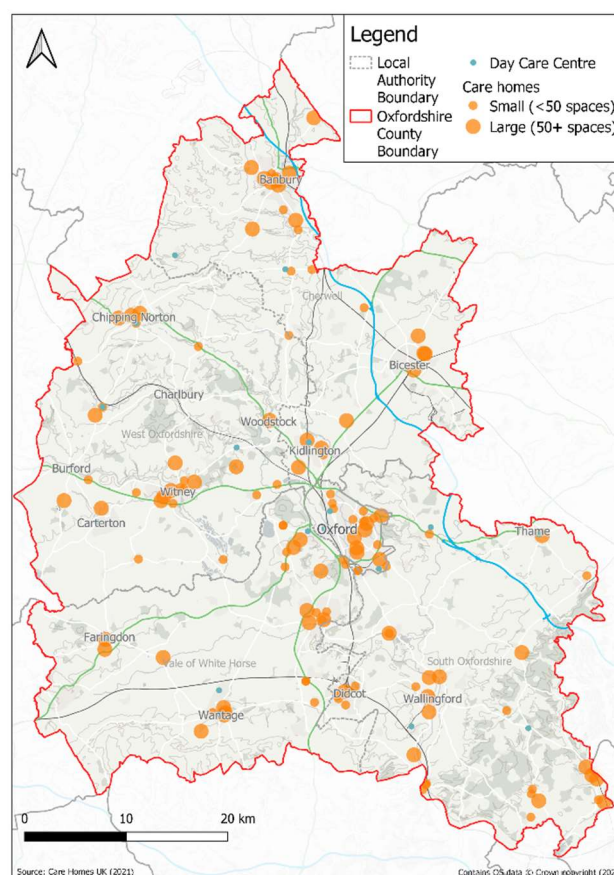 Legend
Local
Authority
Boundary
Oxfordshire
County
Boundary
Day Care Centre
Care homes
Small (<50 spaces)
Large (50+ spaces)
Banbury
Cherwell
Chipping Norton
Bicester
Charlbury
Woodstock
West Oxfordshire
Kidlington
Burford
Witney
Carterton
Oxford
Thame
Faringdon
Vale of White Horse
South Oxfordshire
Didcot
Wallingford
Wantage
0 10 20 km
Source: Care Homes UK (2021)
Contains OS data © Crown copyright (202